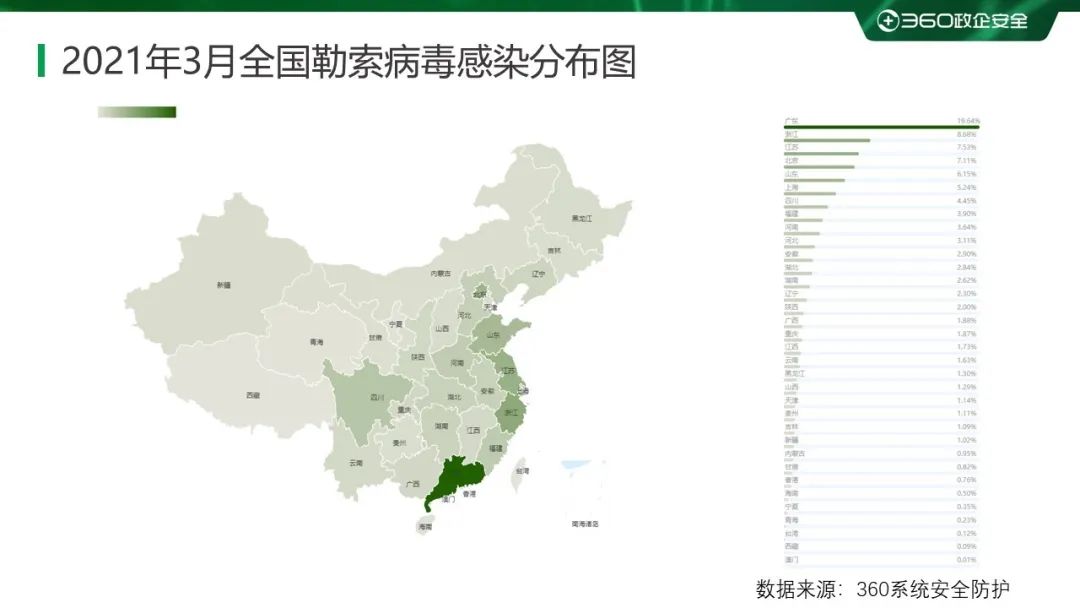 360政企安全
2021年3月全国勒索病毒感染分布图
黑龙江
吉林
辽宁
内蒙古
新疆
北京
天津
河北
山西
宁夏
山东
青海
甘肃
陕西
河南
江苏
西藏
四川
湖北
安徽
上海
重庆
浙江
湖南
江西
贵州
福建
云南
广西
台湾
香港
澳门
海南
南海诸岛
广东 19.64%
浙江 8.68%
江苏 7.53%
北京 7.11%
山东 6.15%
上海 5.24%
四川 4.45%
福建 3.90%
河南 3.64%
河北 3.11%
安徽 2.90%
湖北 2.84%
湖南 2.62%
辽宁 2.30%
陕西 2.00%
广西 1.88%
重庆 1.87%
江西 1.73%
云南 1.63%
黑龙江 1.30%
山西 1.29%
天津 1.14%
贵州 1.11%
吉林 1.09%
新疆 1.02%
内蒙古 0.95%
甘肃 0.82%
香港 0.76%
海南 0.50%
宁夏 0.35%
青海 0.23%
台湾 0.12%
西藏 0.09%
澳门 0.01%
数据来源：360系统安全防护